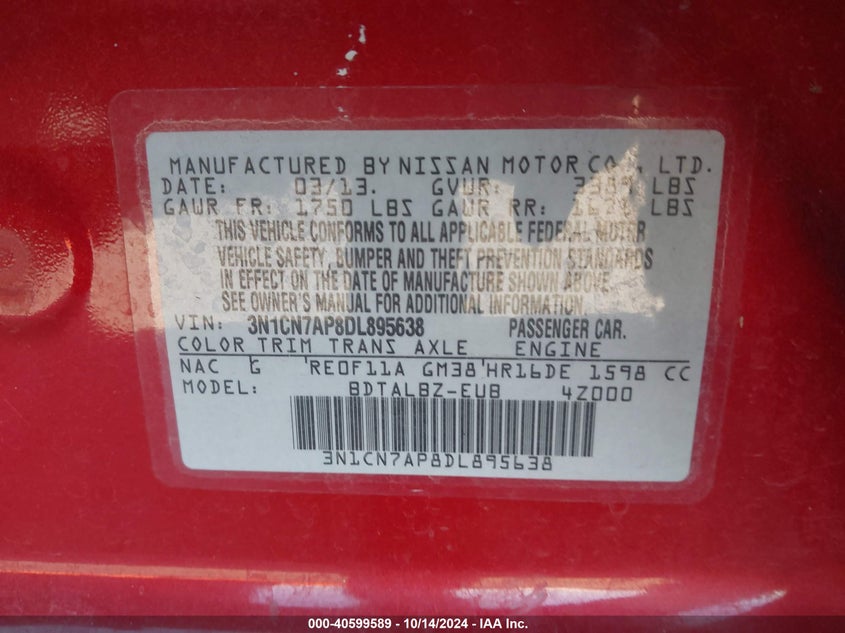 MANUFACTURED BY NISSAN MOTOR CO., LTD.
DATE: 03/13. GVWR: 3389 LBS
GAWR FR: 1750 LBS GAWR RR: LBS
THIS VEHICLE CONFORMS TO ALL APPLICABLE FEDERAL MOTOR
VEHICLE SAFETY, BUMPER AND THEFT PREVENTION STANDARDS
IN EFFECT ON THE DATE OF MANUFACTURE SHOWN ABOVE.
SEE OWNER'S MANUAL FOR ADDITIONAL INFORMATION.
VIN: 3N1CN7AP8DL895638 PASSENGER CAR.
COLOR TRIM TRANS AXLE ENGINE
NAC G 'RE0F11A GM38'HR16DE 1598 CC
MODEL: BDTALBZ-EUB 4Z000
3N1CN7AP8DL895638
000-40599589 - 10/14/2024 - IAA Inc.